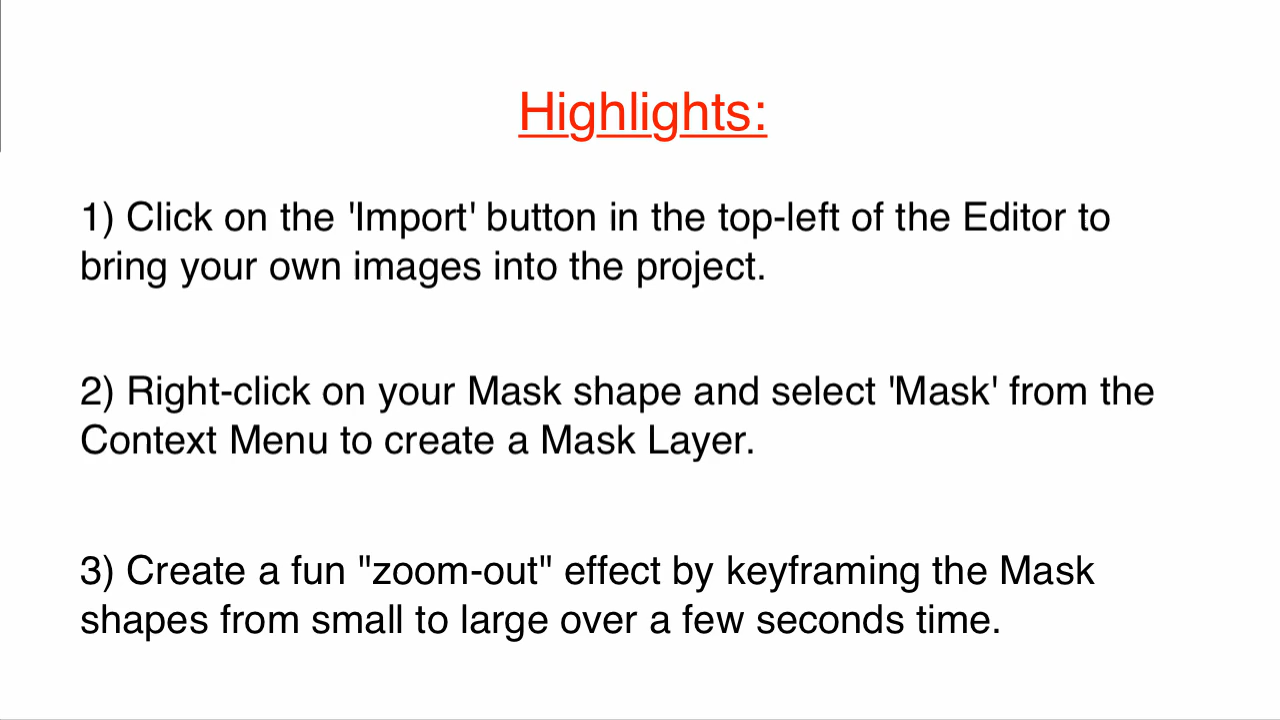 Highlights:
1) Click on the 'Import' button in the top-left of the Editor to
bring your own images into the project.
2) Right-click on your Mask shape and select 'Mask' from the
Context Menu to create a Mask Layer.
3) Create a fun "zoom-out" effect by keyframing the Mask
shapes from small to large over a few seconds time.